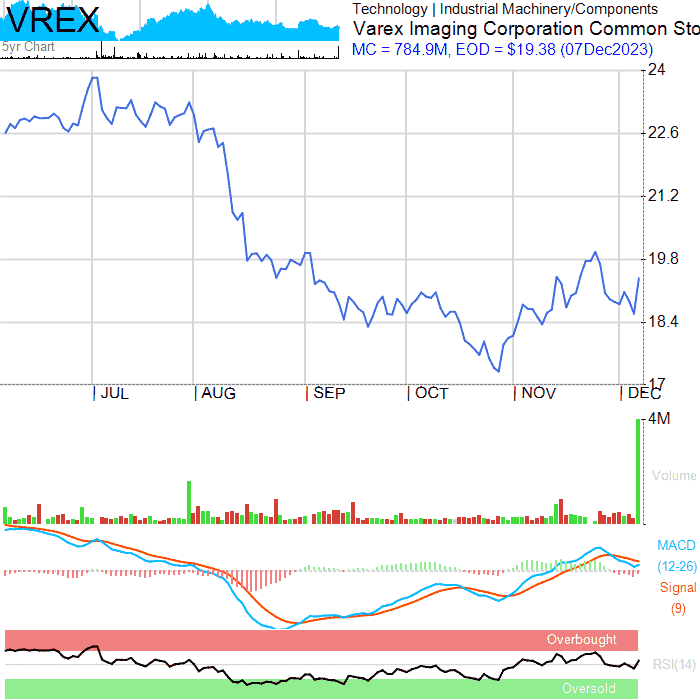 VREX
5yr Chart
Technology | Industrial Machinery/Components
Varex Imaging Corporation Common Sto
MC = 784.9M, EOD = $19.38 (07Dec2023)
24
22.6
21.2
19.8
18.4
17
JUL AUG SEP OCT NOV DEC
4M
Volume
MACD
(12-26)
Signal
(9)
Overbought
RSI(14)
Oversold